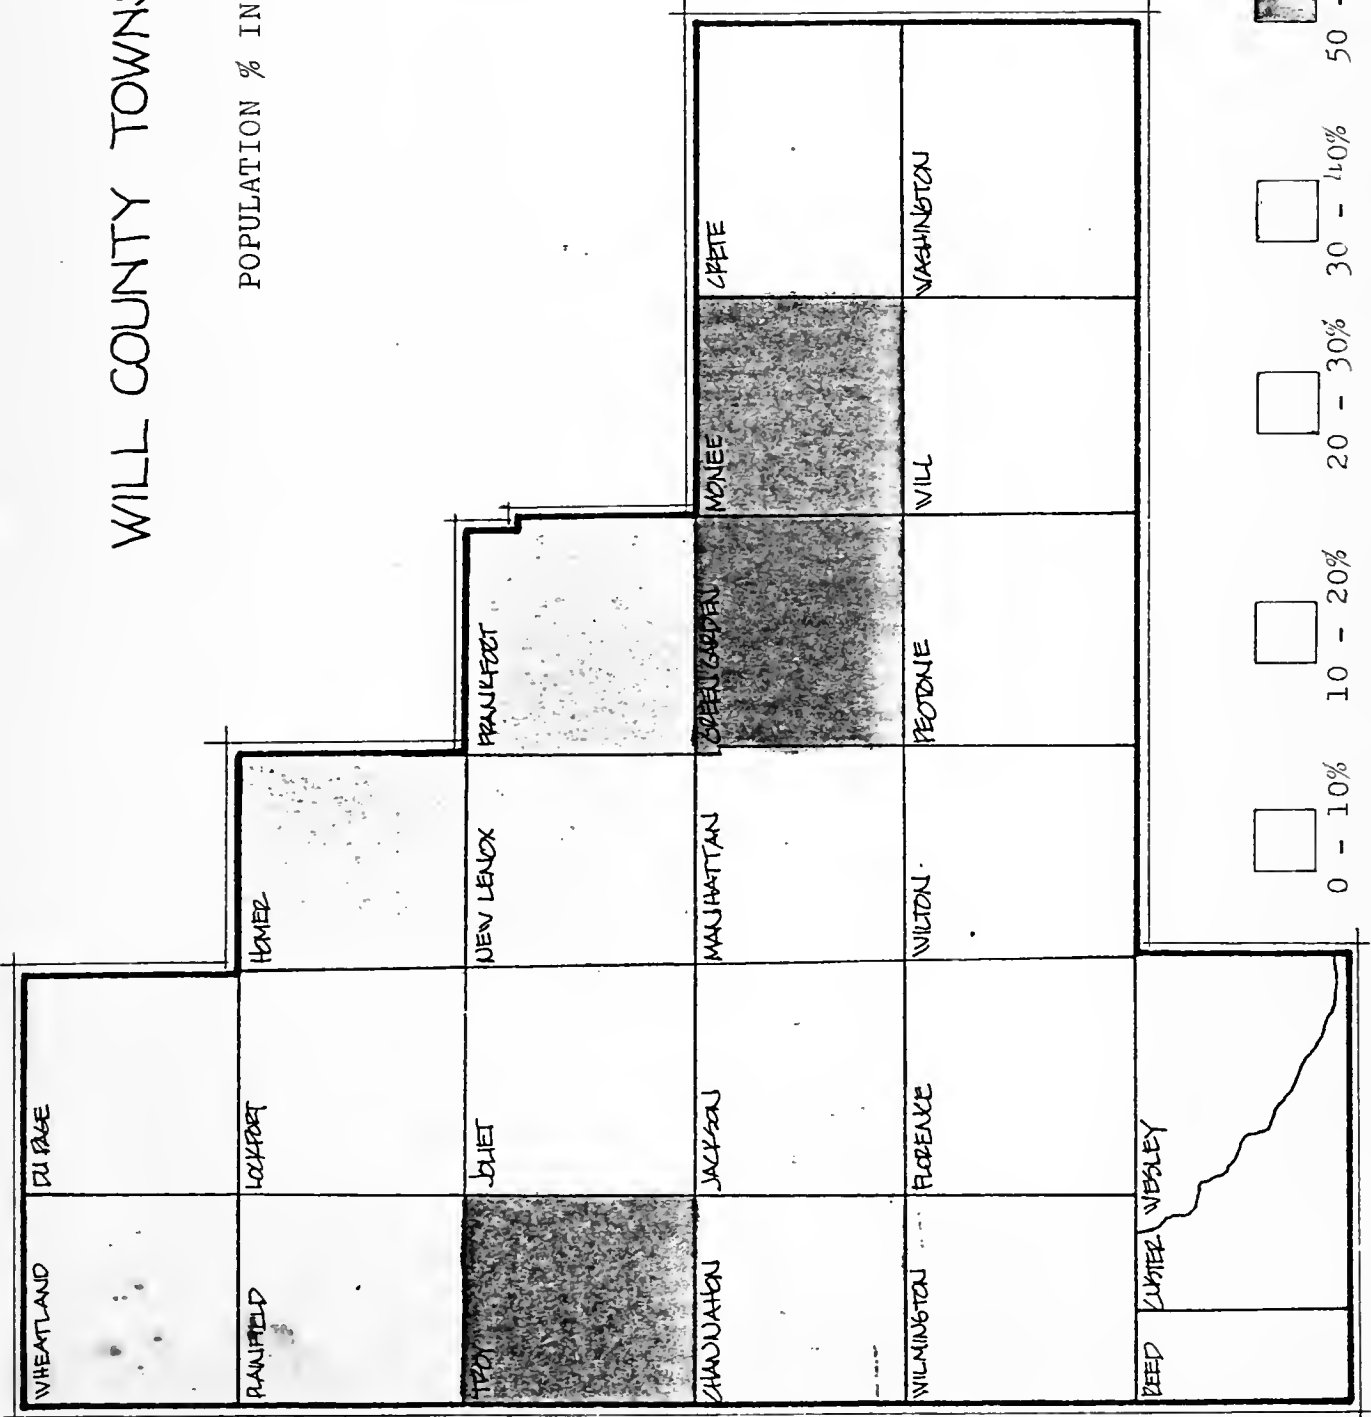 WILL COUNTY TOWNS
POPULATION % IN
WHEATLAND
DU PAGE
PLAINFIELD
LOCKPORT
HOMER
TROY
JOLIET
NEW LENOX
FRANKFORT
CHANNAHON
JACKSON
MANHATTAN
GREEN GARDEN
MONEE
CRETE
WILMINGTON
FLORENCE
WILTON
PEOTONE
WILL
WASHINGTON
REED
CUSTER
WESLEY
0 - 10%
10 - 20%
20 - 30%
30 - 40%
50 -